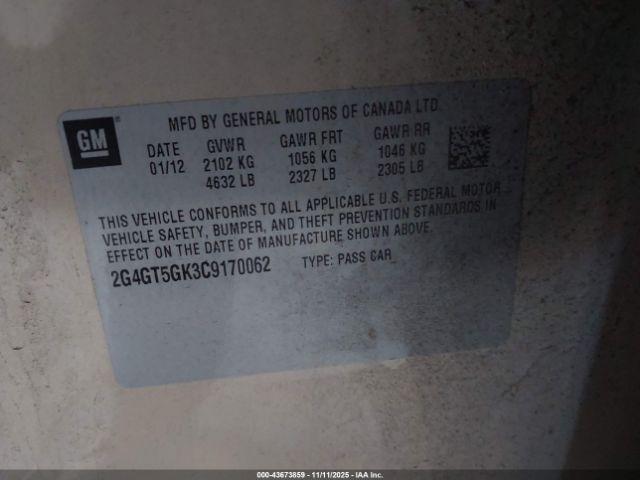 GM
MFD BY GENERAL MOTORS OF CANADA LTD.
DATE GVWR GAWR FRT GAWR RR
01/12 2102 KG 1056 KG 1046 KG
4632 LB 2327 LB 2305 LB
THIS VEHICLE CONFORMS TO ALL APPLICABLE U.S. FEDERAL MOTOR
VEHICLE SAFETY, BUMPER, AND THEFT PREVENTION STANDARDS IN
EFFECT ON THE DATE OF MANUFACTURE SHOWN ABOVE.
2G4GT5GK3C9170062 TYPE: PASS CAR
000-43673859 - 11/11/2025 - IAA Inc.